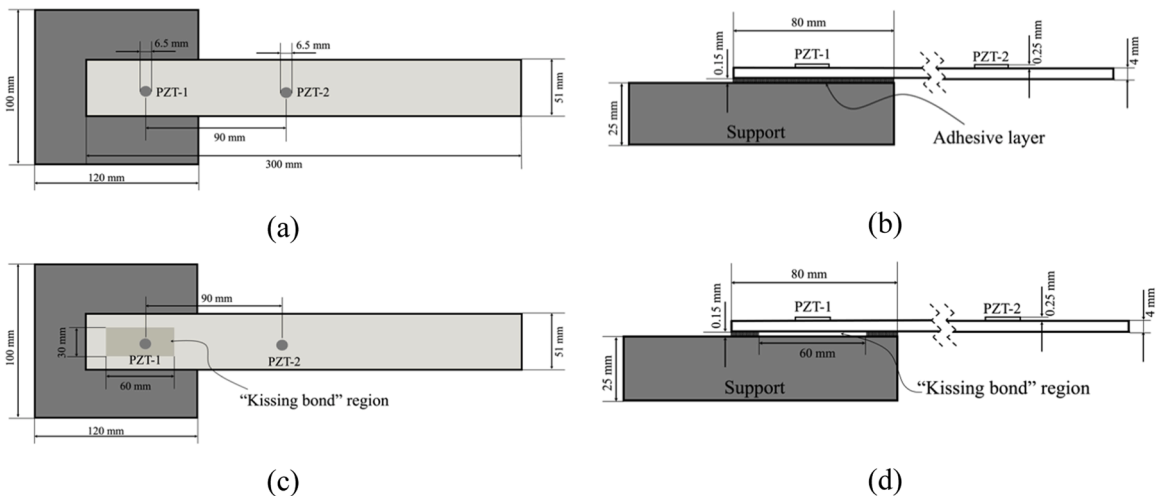 6.5 mm
6.5 mm
100 mm
PZT-1
PZT-2
51 mm
90 mm
300 mm
120 mm
(a)
80 mm
0.15 mm
PZT-1
PZT-2
0.25 mm
4 mm
25 mm
Support
Adhesive layer
(b)
90 mm
100 mm
30 mm
PZT-1
PZT-2
51 mm
60 mm
“Kissing bond” region
120 mm
(c)
80 mm
0.15 mm
PZT-1
PZT-2
0.25 mm
4 mm
60 mm
25 mm
Support
“Kissing bond” region
(d)